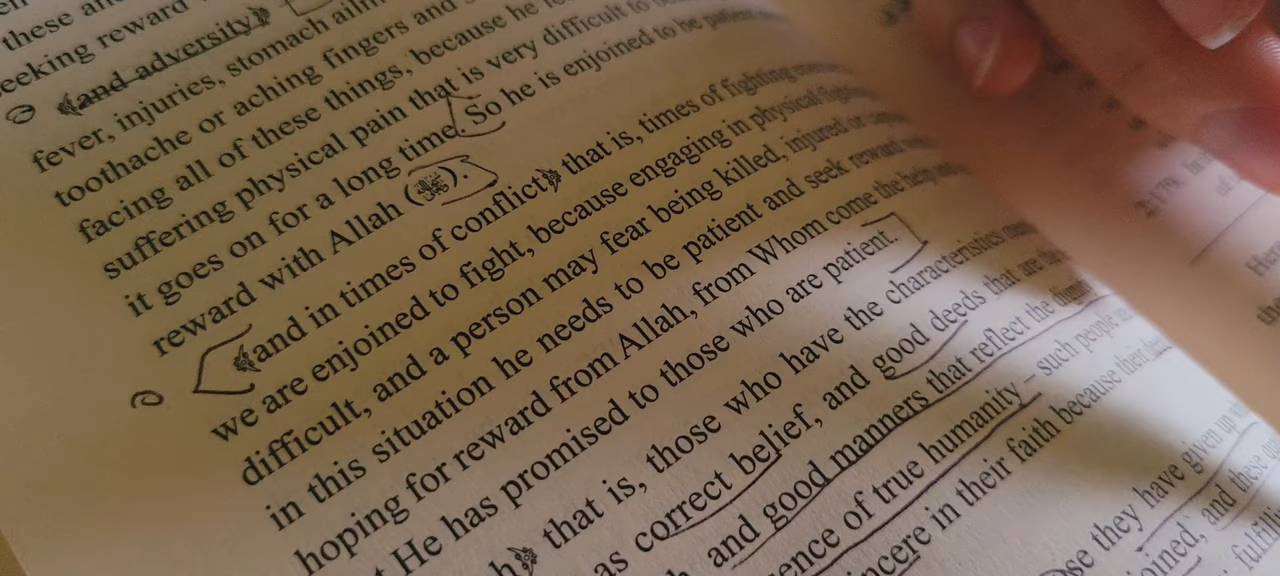 these
seeking reward
﴾and adversity﴿
fever, injuries, stomach
toothache or aching fingers and
facing all of these things, because he
suffering physical pain that is very difficult to
it goes on for a long time. So he is enjoined to be patient
reward with Allah (ﷻ).
﴾and in times of conflict﴿ that is, times of fighting
we are enjoined to fight, because engaging in physical
difficult, and a person may fear being killed, injured or
in this situation he needs to be patient and seek reward
hoping for reward from Allah, from Whom come the help
He has promised to those who are patient.
that is, those who have the characteristics
as correct belief, and good deeds that are
and good manners that reflect the
of true humanity – such people
in their faith because their
they have given up
and these
2:179.
of